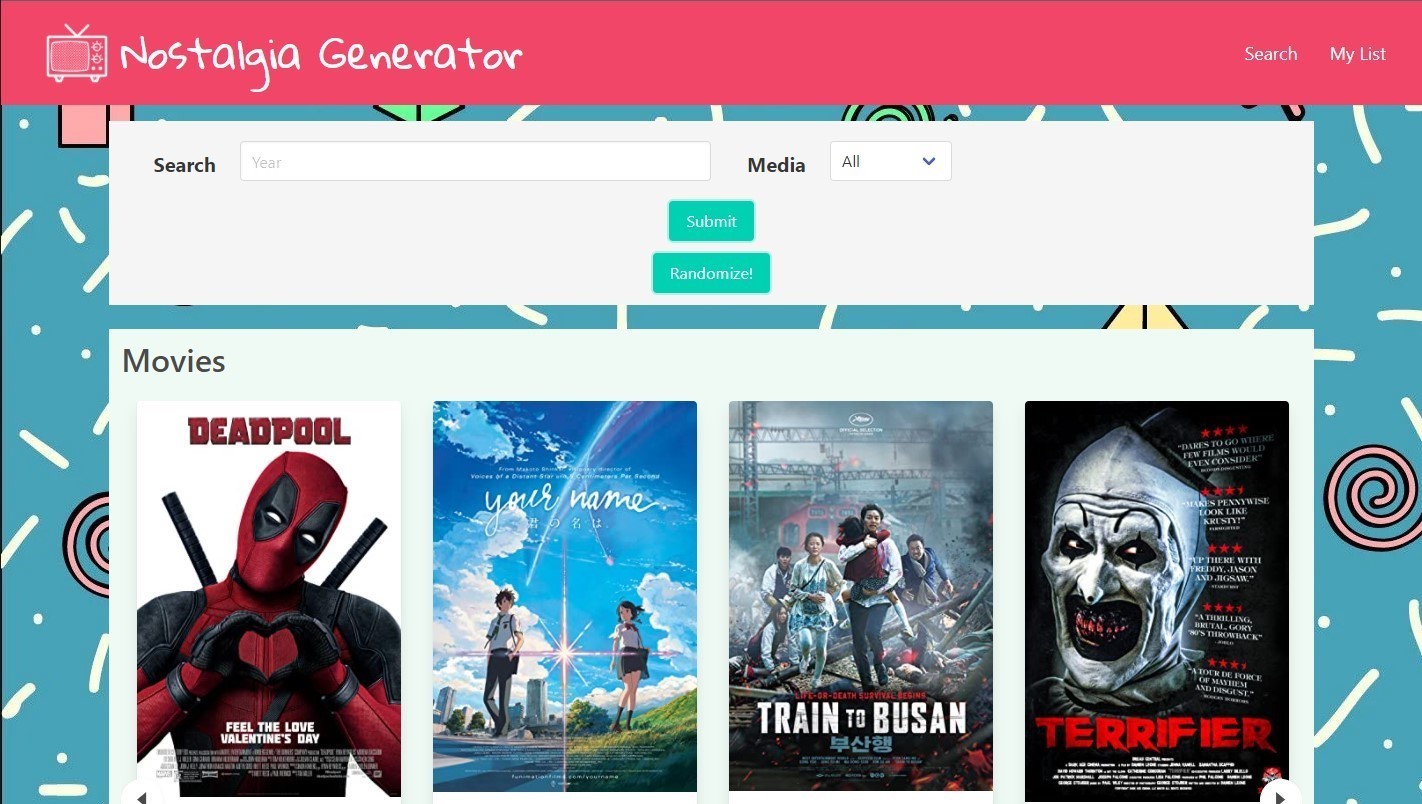 Nostalgia Generator
Search
My List
Search
Year
Media
All
Submit
Randomize!
Movies
DEADPOOL
FEEL THE LOVE
VALENTINE'S DAY
From Makoto
director of
Voices of a Distant Star
Centimeters Per Second
your name
君の名は
funimationfilms.com/yourname
OFFICIAL SELECTION
LIFE-OR-DEATH SURVIVAL BEGINS
TRAIN TO BUSAN
부산행
"DARES TO GO WHERE
FEW FILMS WOULD
EVEN CONSIDER"
"MAKES PENNYWISE
LOOK LIKE
KRUSTY!"
"UP THERE WITH
FREDDY, JASON
AND JIGSAW."
"A THRILLING,
BRUTAL, GORY
'80'S THROWBACK"
"A TOUR DE FORCE
OF MAYHEM
AND DISGUST."
TERRIFIER